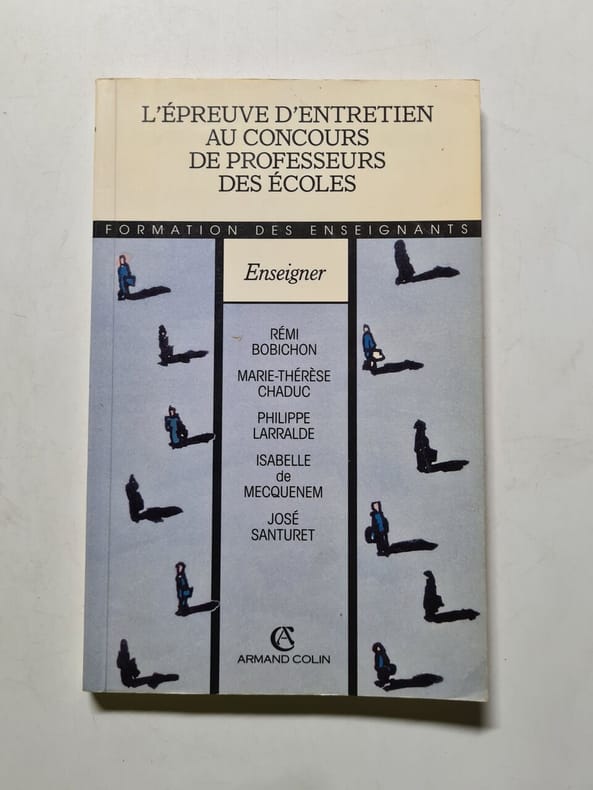 L'ÉPREUVE D'ENTRETIEN
AU CONCOURS
DE PROFESSEURS
DES ÉCOLES
FORMATION DES ENSEIGNANTS
Enseigner
RÉMI
BOBICHON
MARIE-THÉRÈSE
CHADUC
PHILIPPE
LARRALDE
ISABELLE
de
MECQUENEM
JOSÉ
SANTURET
AC
ARMAND COLIN